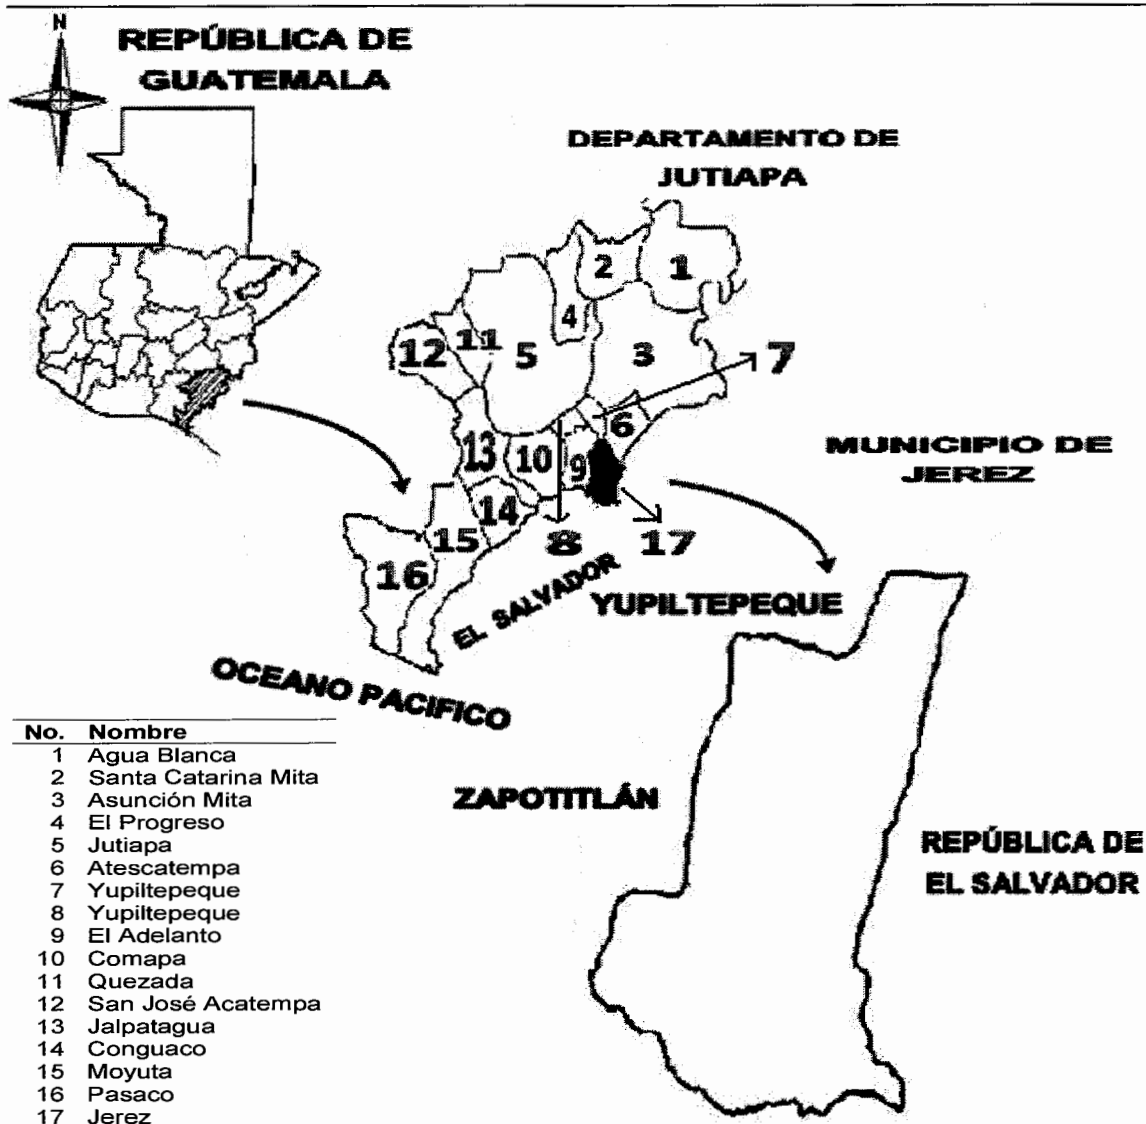 N
REPÚBLICA DE
GUATEMALA
DEPARTAMENTO DE
JUTIAPA
1
2
4
11
12
5
3
7
6
13
10
9
14
15
8
17
16
MUNICIPIO DE
JEREZ
EL SALVADOR
YUPILTEPEQUE
OCEANO PACIFICO
ZAPOTITLÁN
REPÚBLICA DE
EL SALVADOR
No. Nombre
1 Agua Blanca
2 Santa Catarina Mita
3 Asunción Mita
4 El Progreso
5 Jutiapa
6 Atescatempa
7 Yupiltepeque
8 Yupiltepeque
9 El Adelanto
10 Comapa
11 Quezada
12 San José Acatempa
13 Jalpatagua
14 Conguaco
15 Moyuta
16 Pasaco
17 Jerez